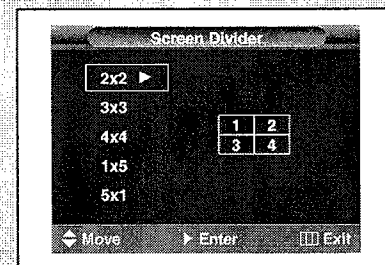 Screen Divider
2x2 ▶
3x3
4x4
1x5
5x1
1 2
3 4
Move Enter Exit